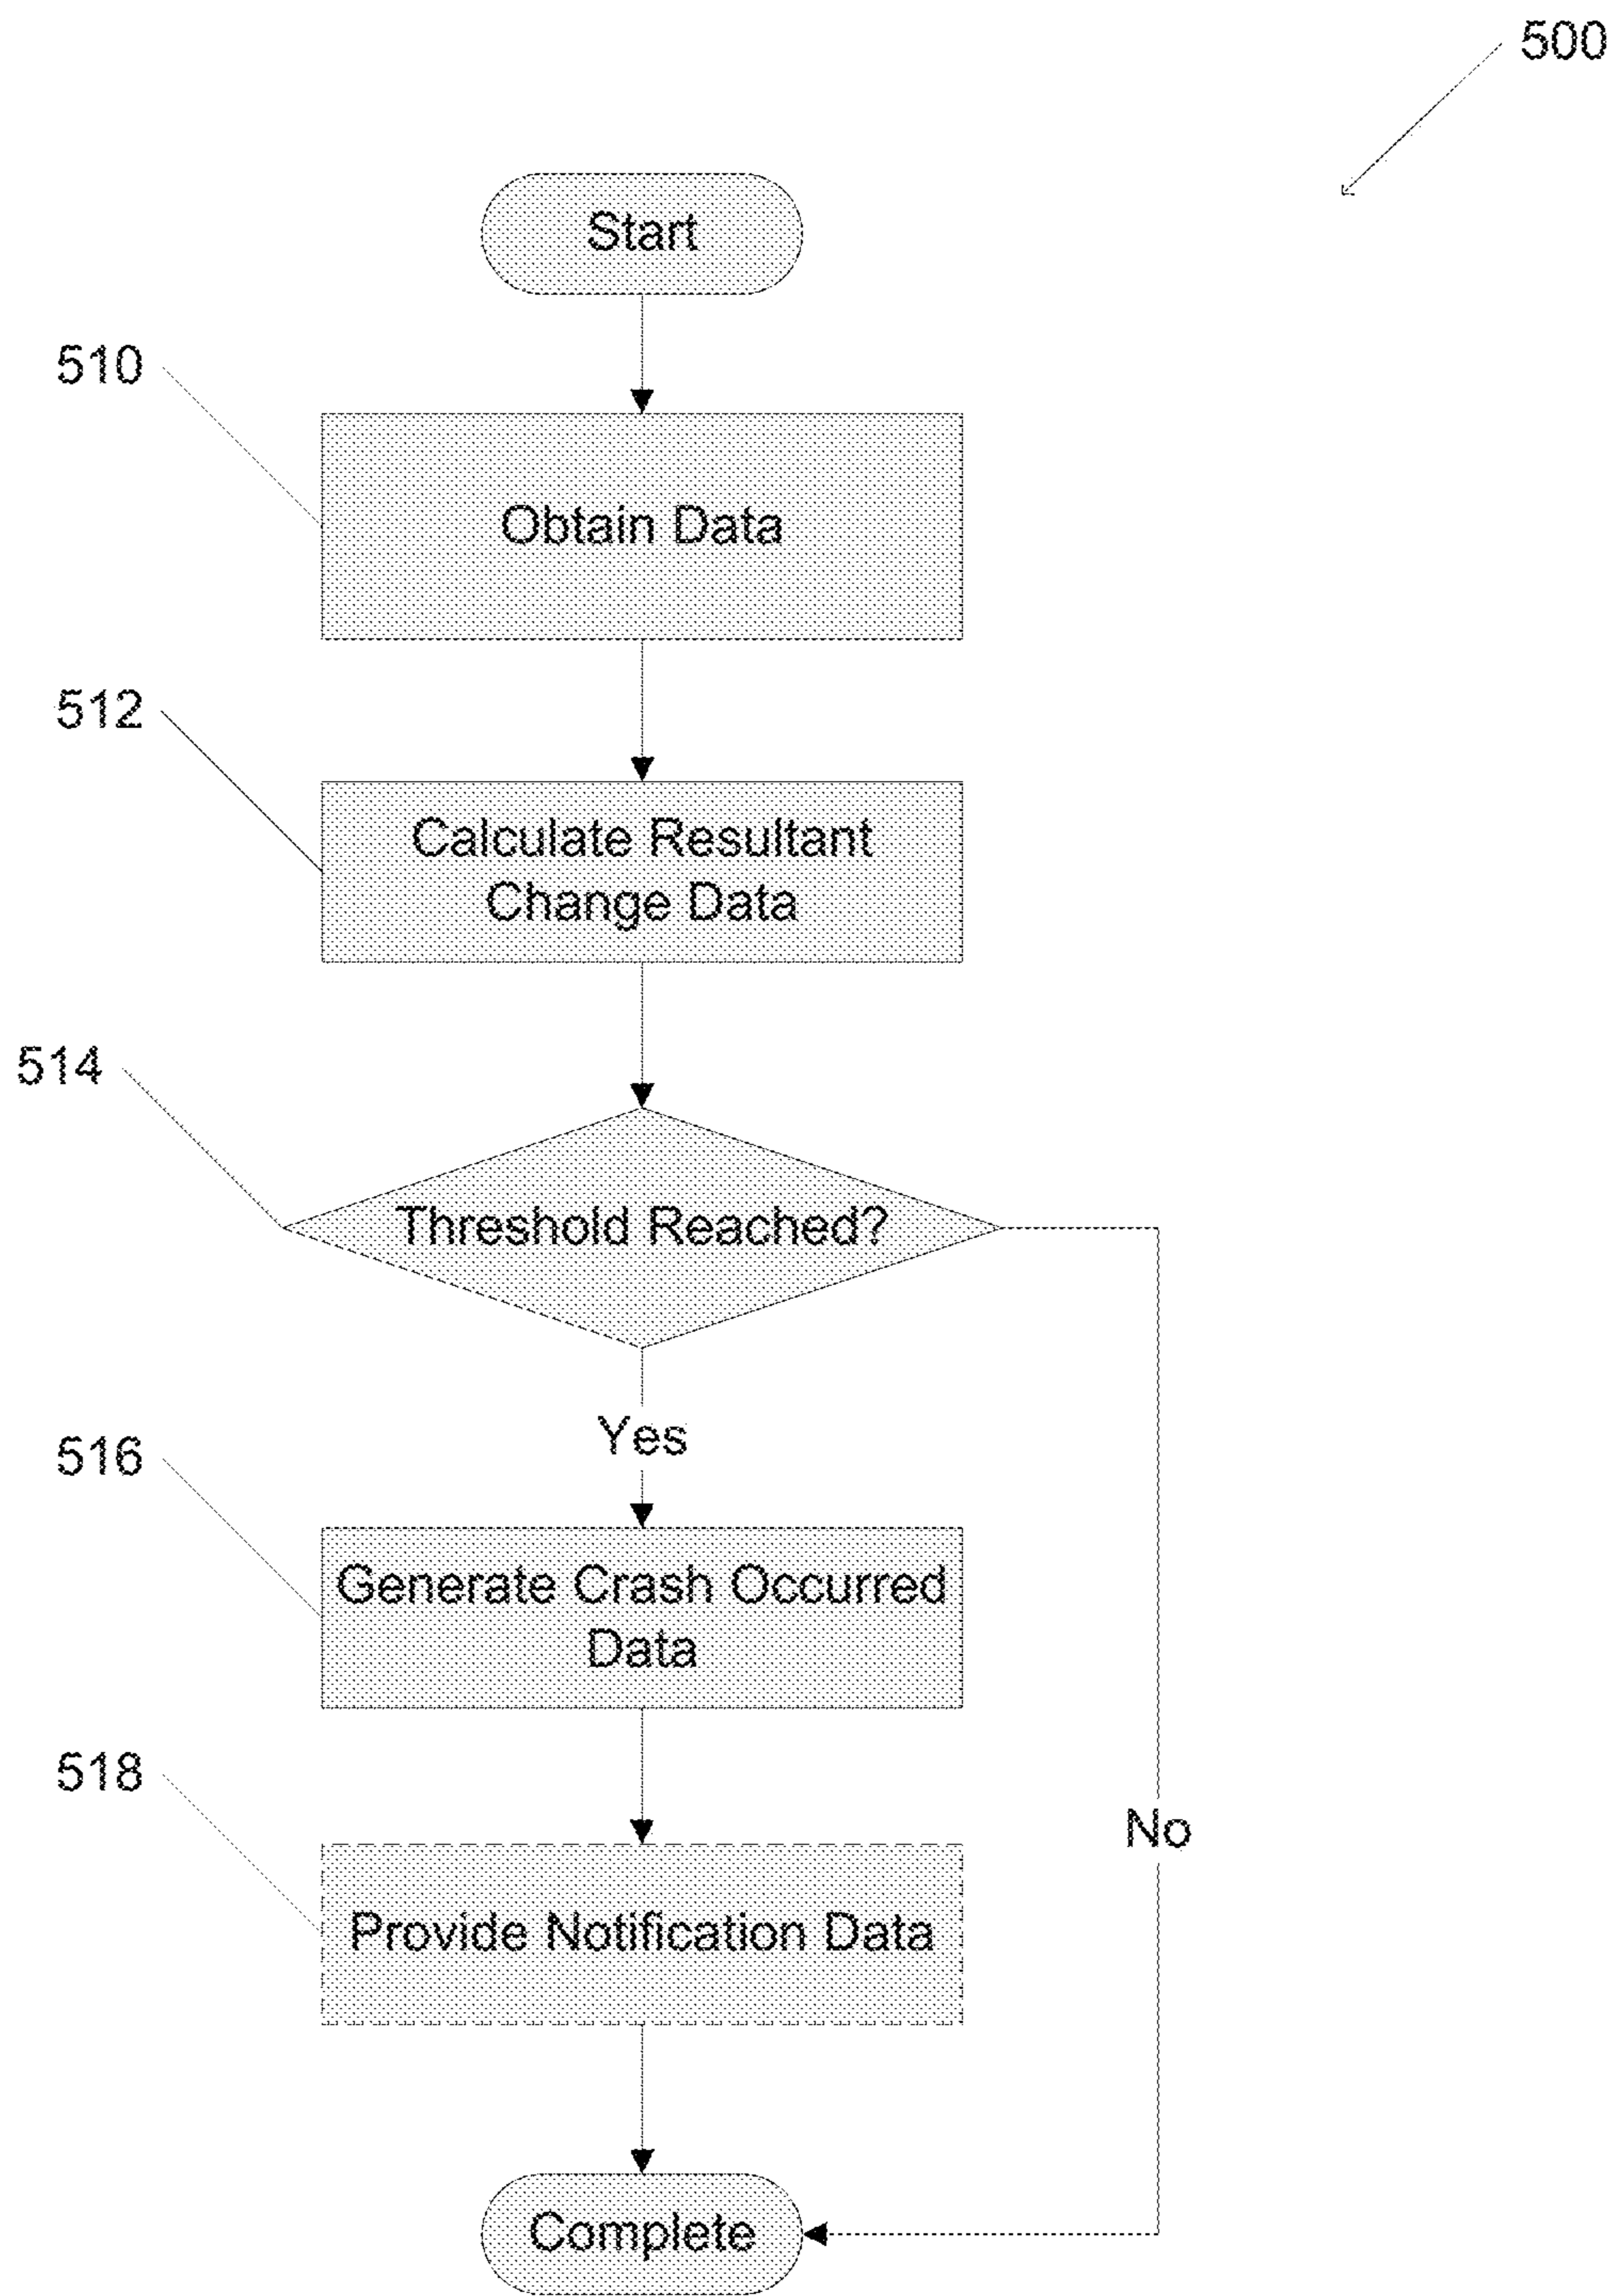 500
Start
510
Obtain Data
512
Calculate Resultant
Change Data
514
Threshold Reached?
Yes
516
Generate Crash Occurred
Data
518
No
Provide Notification Data
Complete